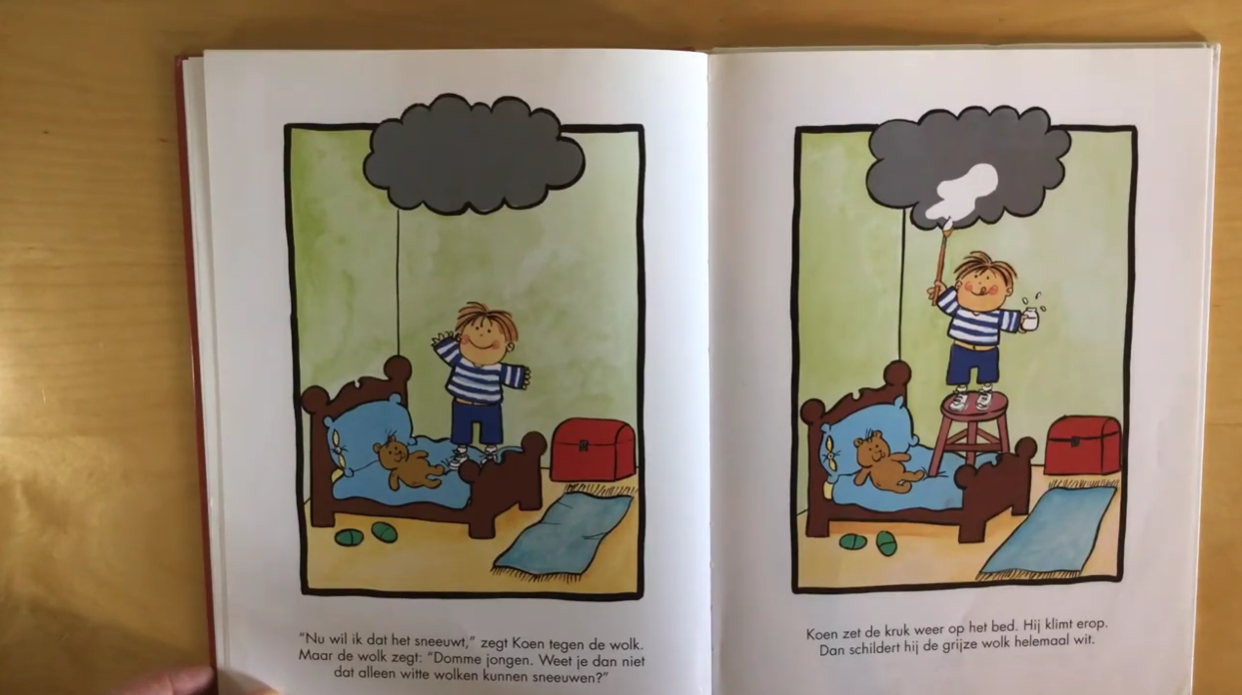 "Nu wil ik dat het sneeuwt," zegt Koen tegen de wolk.
Maar de wolk zegt: "Domme jongen. Weet je dan niet
dat alleen witte wolken kunnen sneeuwen?"
Koen zet de kruk weer op het bed. Hij klimt erop.
Dan schildert hij de grijze wolk helemaal wit.